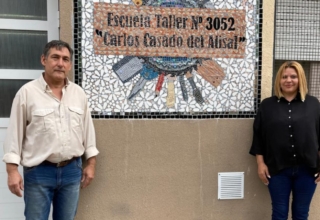 Escuela Taller Nº 3052
"Carlos Casado del Alisal"